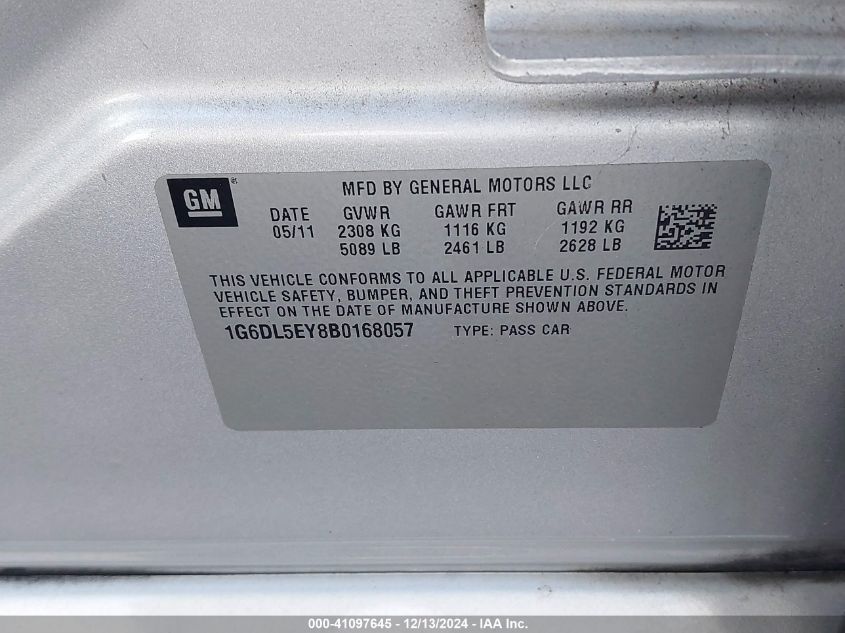 GM
MFD BY GENERAL MOTORS LLC
DATE GVWR GAWR FRT GAWR RR
05/11 2308 KG 1116 KG 1192 KG
5089 LB 2461 LB 2628 LB
THIS VEHICLE CONFORMS TO ALL APPLICABLE U.S. FEDERAL MOTOR
VEHICLE SAFETY, BUMPER, AND THEFT PREVENTION STANDARDS IN
EFFECT ON THE DATE OF MANUFACTURE SHOWN ABOVE.
1G6DL5EY8B0168057 TYPE: PASS CAR
000-41097645 - 12/13/2024 - IAA Inc.